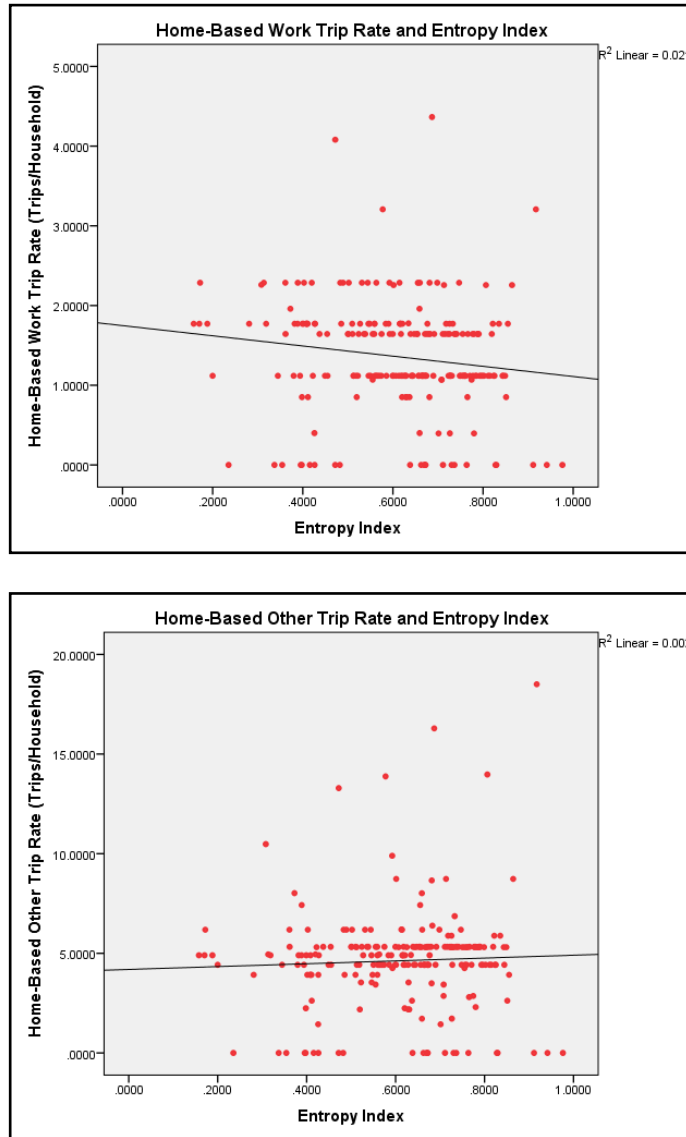 Home-Based Work Trip Rate and Entropy Index
R2 Linear = 0.02
Home-Based Work Trip Rate (Trips/Household)
5.0000
4.0000
3.0000
2.0000
1.0000
.0000
.0000 .2000 .4000 .6000 .8000 1.0000
Entropy Index
Home-Based Other Trip Rate and Entropy Index
R2 Linear = 0.00
Home-Based Other Trip Rate (Trips/Household)
20.0000
15.0000
10.0000
5.0000
.0000
.0000 .2000 .4000 .6000 .8000 1.0000
Entropy Index